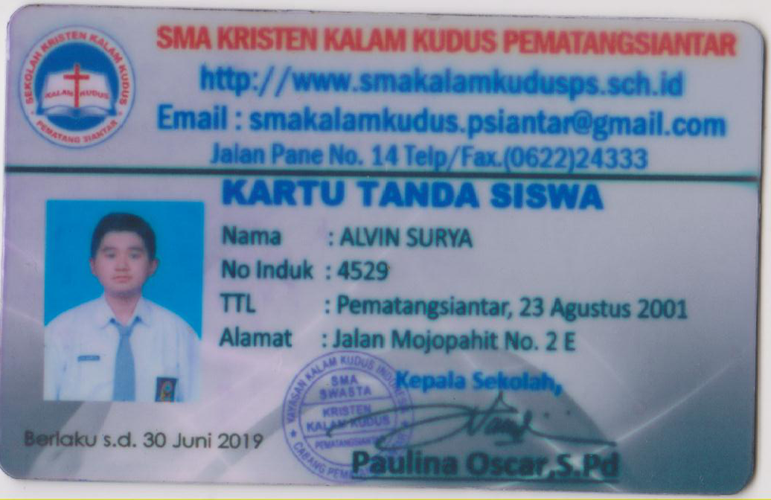 SMA KRISTEN KALAM KUDUS PEMATANGSIANTAR
http://www.smakalamkudusps.sch.id
Email : smakalamkudus.psiantar@gmail.com
Jalan Pane No. 14 Telp/Fax.(0622)24333
SEKOLAH KRISTEN KALAM KUDUS
KALAM KUDUS
PEMATANG SIANTAR
KARTU TANDA SISWA
Nama : ALVIN SURYA
No Induk : 4529
TTL : Pematangsiantar, 23 Agustus 2001
Alamat : Jalan Mojopahit No. 2 E
Kepala Sekolah,
YAYASAN KALAM KUDUS INDONESIA
SMA
SWASTA
KRISTEN
KALAM KUDUS
PEMATANGSIANTAR
CABANG
Berlaku s.d. 30 Juni 2019
Paulina Oscar,S.Pd